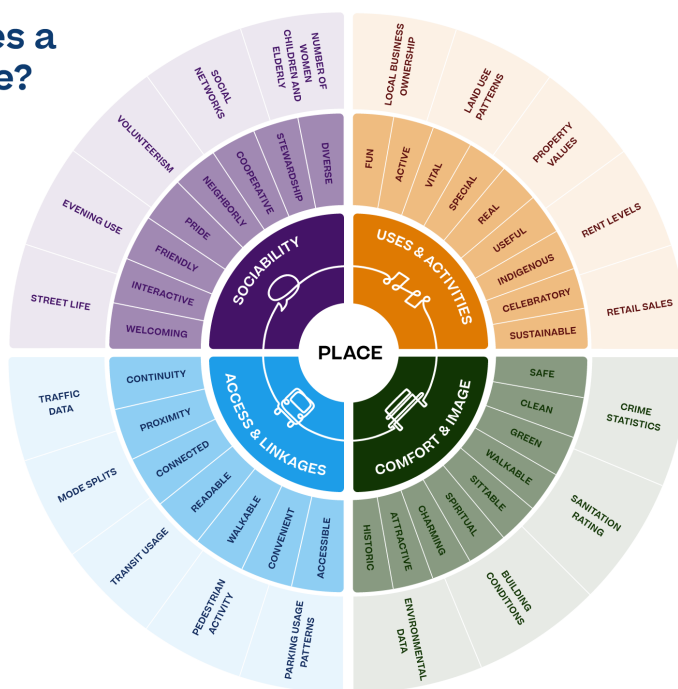 es a
e?
NUMBER OF
WOMEN
CHILDREN AND
ELDERLY
SOCIAL
NETWORKS
VOLUNTEERISM
EVENING USE
STREET LIFE
DIVERSE
STEWARDSHIP
COOPERATIVE
NEIGHBORLY
PRIDE
FRIENDLY
INTERACTIVE
WELCOMING
SOCIABILITY
LOCAL BUSINESS
OWNERSHIP
LAND USE
PATTERNS
PROPERTY
VALUES
RENT LEVELS
RETAIL SALES
FUN
ACTIVE
VITAL
SPECIAL
REAL
USEFUL
INDIGENOUS
CELEBRATORY
SUSTAINABLE
USES & ACTIVITIES
PLACE
ACCESS & LINKAGES
CONTINUITY
PROXIMITY
CONNECTED
READABLE
WALKABLE
CONVENIENT
ACCESSIBLE
TRAFFIC
DATA
MODE SPLITS
TRANSIT USAGE
PEDESTRIAN
ACTIVITY
PARKING USAGE
PATTERNS
COMFORT & IMAGE
SAFE
CLEAN
GREEN
WALKABLE
SITTABLE
SPIRITUAL
CHARMING
ATTRACTIVE
HISTORIC
CRIME
STATISTICS
SANITATION
RATING
BUILDING
CONDITIONS
ENVIRONMENTAL
DATA